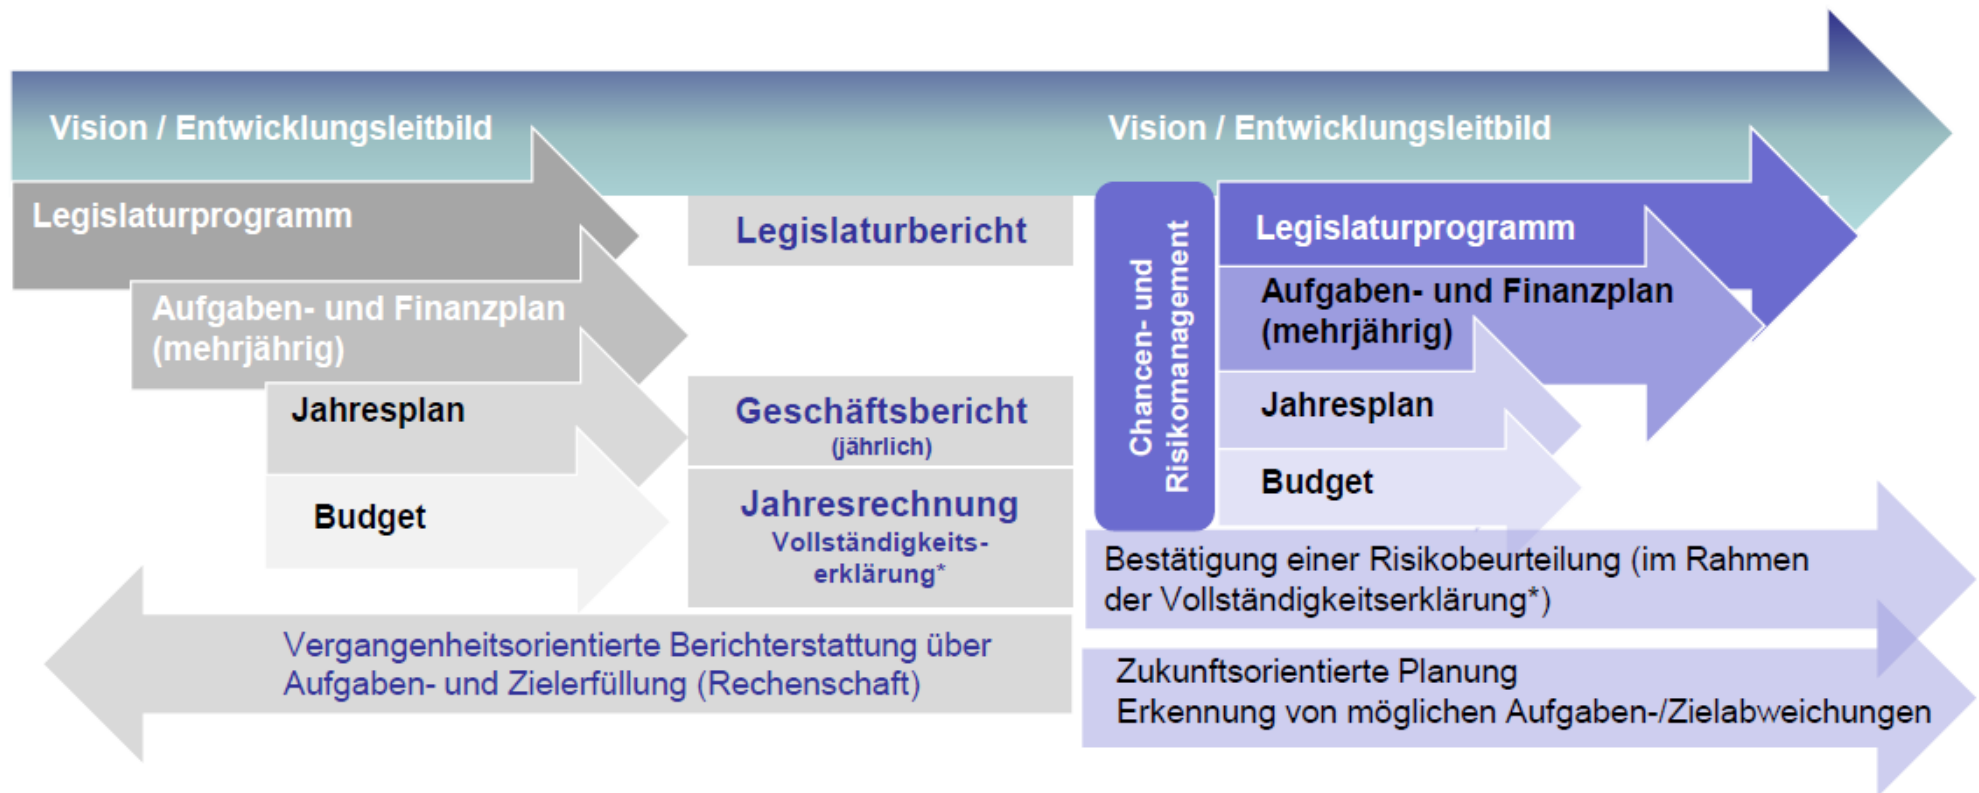 Vision / Entwicklungsleitbild
Vision / Entwicklungsleitbild
Legislaturprogramm
Aufgaben- und Finanzplan
(mehrjährig)
Jahresplan
Budget
Legislaturbericht
Geschäftsbericht
(jährlich)
Jahresrechnung
Vollständigkeits-
erklärung*
Vergangenheitsorientierte Berichterstattung über
Aufgaben- und Zielerfüllung (Rechenschaft)
Chancen- und
Risikomanagement
Legislaturprogramm
Aufgaben- und Finanzplan
(mehrjährig)
Jahresplan
Budget
Bestätigung einer Risikobeurteilung (im Rahmen
der Vollständigkeitserklärung*)
Zukunftsorientierte Planung
Erkennung von möglichen Aufgaben-/Zielabweichungen